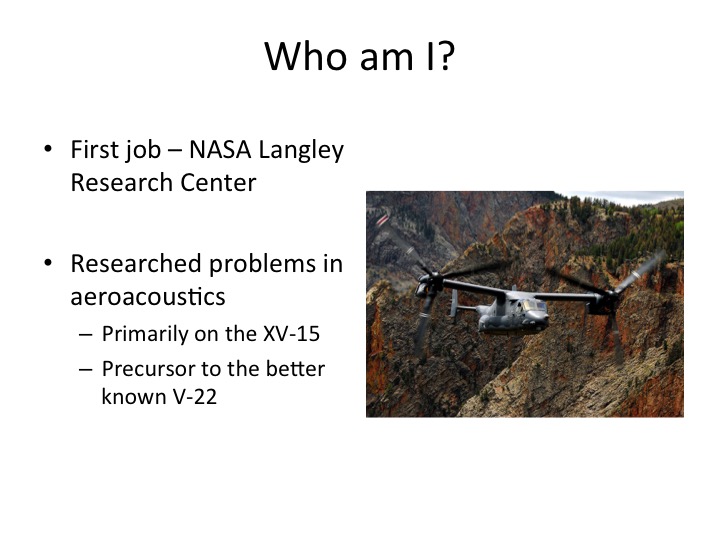 Who am I?
• First job – NASA Langley
Research Center
• Researched problems in
aeroacoustics
– Primarily on the XV-15
– Precursor to the better
known V-22